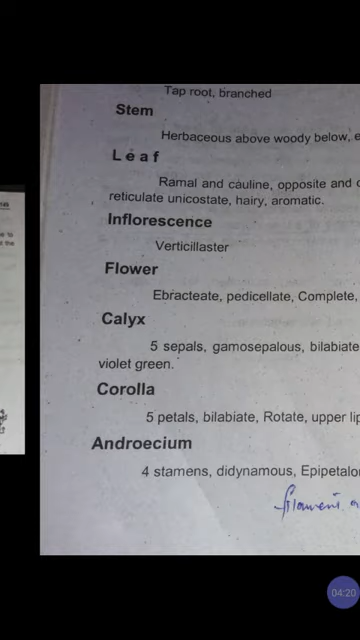 Tap root, branched
Stem
Herbaceous above woody below, e
Leaf
Ramal and cauline, opposite and
reticulate unicostate, hairy, aromatic.
Inflorescence
Verticillaster
Flower
Ebracteate, pedicellate, Complete,
Calyx
5 sepals, gamosepalous, bilabiate
violet green.
Corolla
5 petals, bilabiate, Rotate, upper lip
Androecium
4 stamens, didynamous, Epipetalo
filament
04:20